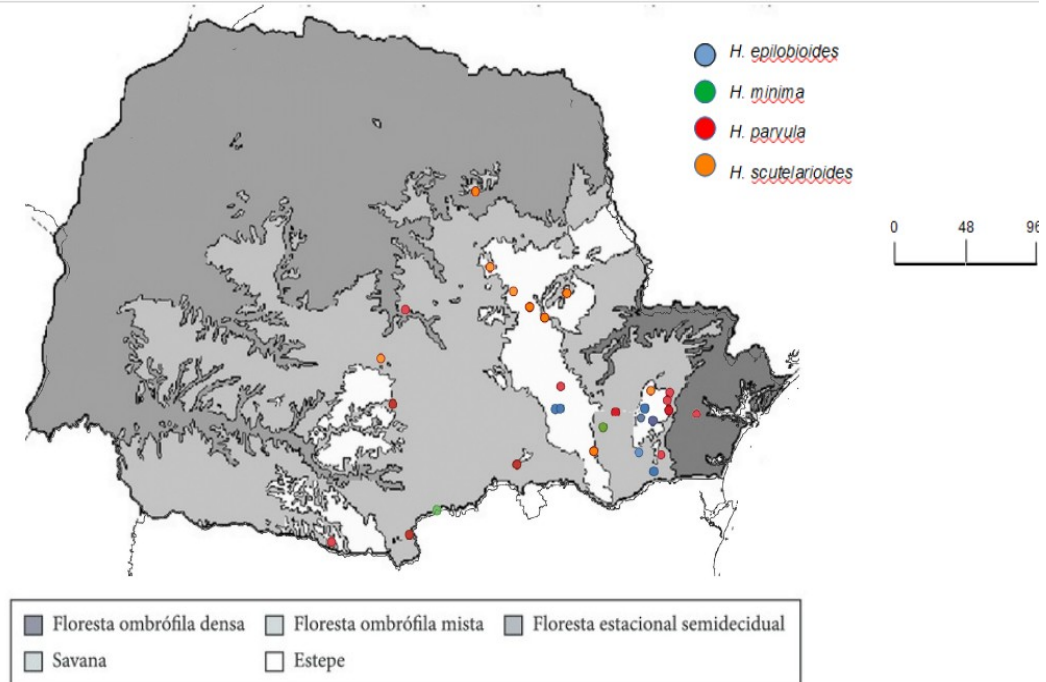 H. epilobioides
H. minima
H. parvula
H. scutelarioides
0 48 96
Floresta ombrófila densa Floresta ombrófila mista Floresta estacional semidecidual
Savana Estepe